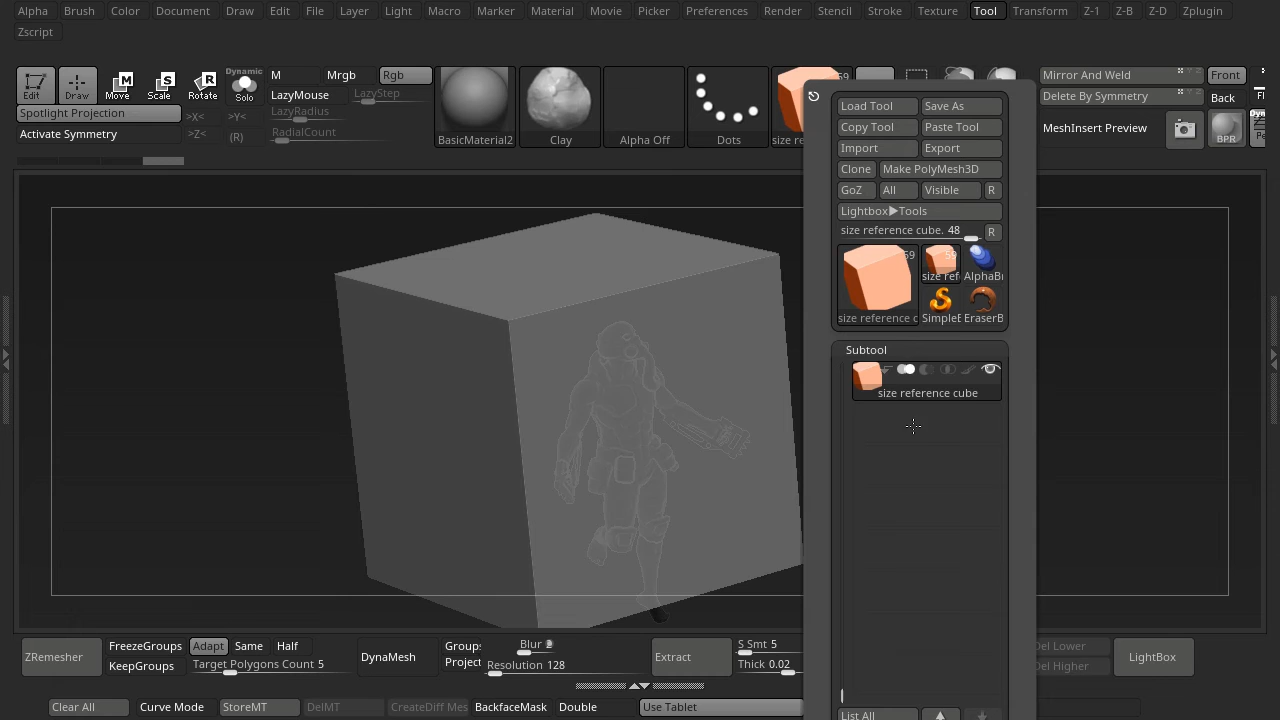 Alpha Brush Color Document Draw Edit File Layer Light Macro Marker Material Movie Picker Preferences Render Stencil Stroke Texture Tool Transform Z-1 Z-B Z-D Zplugin
Zscript
Edit Draw Move Scale Rotate Dynamic Solo M Mrgb Rgb
LazyMouse LazyStep
Spotlight Projection >X< >Y< LazyRadius
Activate Symmetry >Z< (R) RadialCount
BasicMaterial2 Clay Alpha Off Dots size re
Mirror And Weld Front
Delete By Symmetry Back
MeshInsert Preview BPR
Load Tool Save As
Copy Tool Paste Tool
Import Export
Clone Make PolyMesh3D
GoZ All Visible R
Lightbox▶Tools
size reference cube. 48 R
59 59
size ref AlphaB
size reference c SimpleE EraserB
Subtool
size reference cube
List All
ZRemesher FreezeGroups Adapt Same Half
KeepGroups Target Polygons Count 5
DynaMesh Group Blur 2
Project Resolution 128
Extract S Smt 5
Thick 0.02
Del Lower
Del Higher
LightBox
Clear All Curve Mode StoreMT DelMT CreateDiff Mes BackfaceMask Double Use Tablet